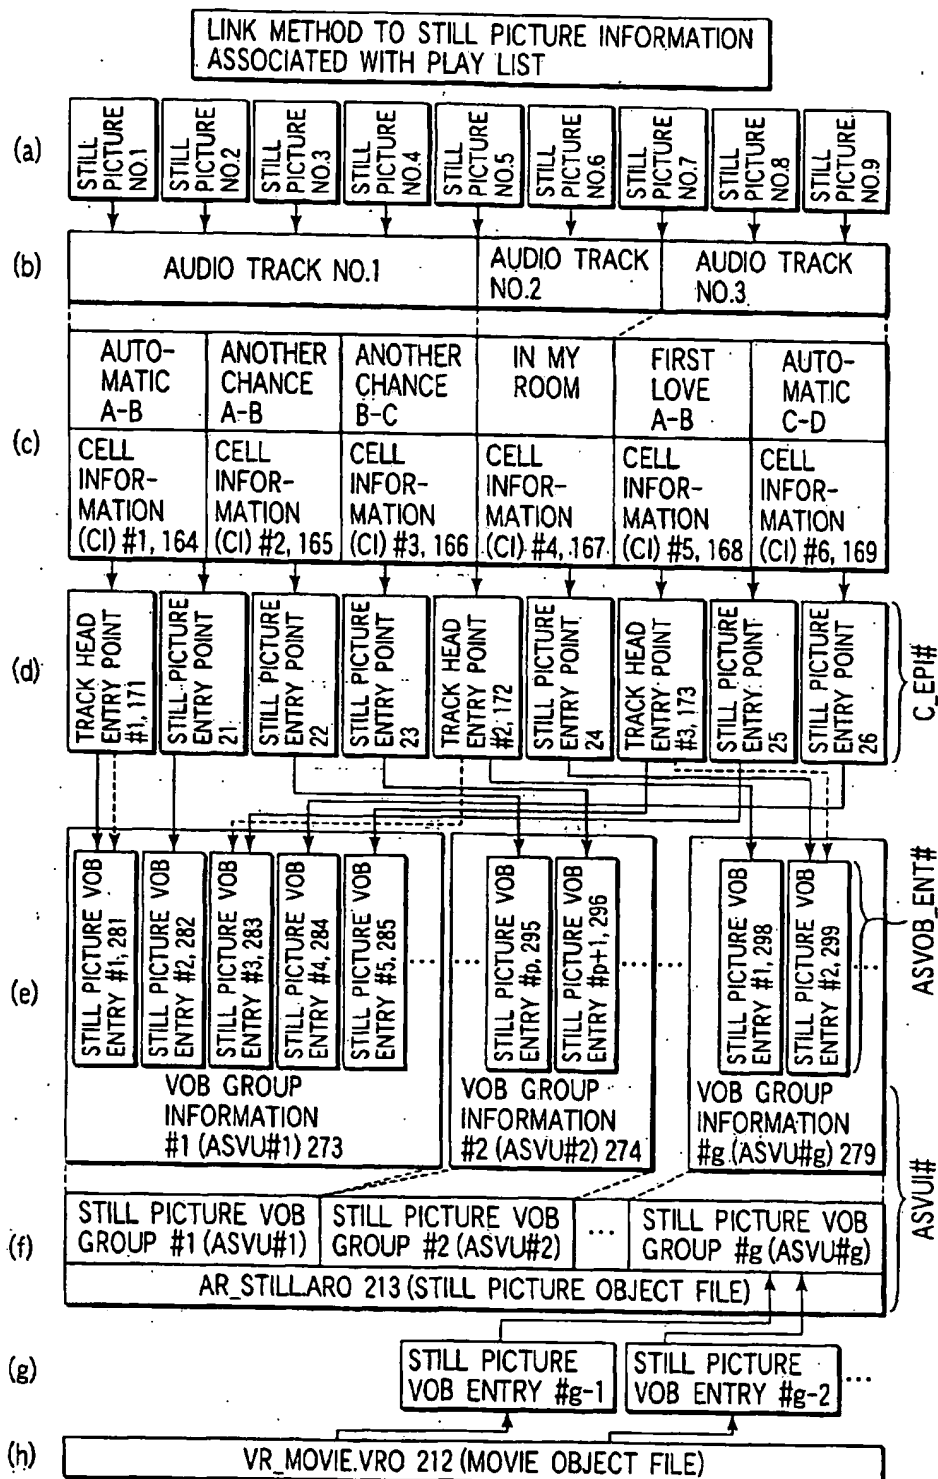 LINK METHOD TO STILL PICTURE INFORMATION
ASSOCIATED WITH PLAY LIST
(a)
STILL
PICTURE
NO.1
STILL
PICTURE
NO.2
STILL
PICTURE
NO.3
STILL
PICTURE
NO.4
STILL
PICTURE
NO.5
STILL
PICTURE
NO.6
STILL
PICTURE
NO.7
STILL
PICTURE
NO.8
STILL
PICTURE
NO.9
(b)
AUDIO TRACK NO.1
AUDIO TRACK
NO.2
AUDIO TRACK
NO.3
(c)
AUTO-
MATIC
A-B
ANOTHER
CHANCE
A-B
ANOTHER
CHANCE
B-C
IN MY
ROOM
FIRST
LOVE
A-B
AUTO-
MATIC
C-D
CELL
INFOR-
MATION
(CI) #1, 164
CELL
INFOR-
MATION
(CI) #2, 165
CELL
INFOR-
MATION
(CI) #3, 166
CELL
INFOR-
MATION
(CI) #4, 167
CELL
INFOR-
MATION
(CI) #5, 168
CELL
INFOR-
MATION
(CI) #6, 169
(d)
TRACK HEAD
ENTRY POINT
#1, 171
STILL PICTURE
ENTRY POINT
21
STILL PICTURE
ENTRY POINT
22
STILL PICTURE
ENTRY POINT
23
TRACK HEAD
ENTRY POINT
#2, 172
STILL PICTURE
ENTRY POINT
24
TRACK HEAD
ENTRY POINT
#3, 173
STILL PICTURE
ENTRY POINT
25
STILL PICTURE
ENTRY POINT
26
C_EPI#
(e)
STILL PICTURE VOB
ENTRY #1, 281
STILL PICTURE VOB
ENTRY #2, 282
STILL PICTURE VOB
ENTRY #3, 283
STILL PICTURE VOB
ENTRY #4, 284
STILL PICTURE VOB
ENTRY #5, 285
STILL PICTURE VOB
ENTRY #p, 295
STILL PICTURE VOB
ENTRY #p+1, 296
STILL PICTURE VOB
ENTRY #1, 298
STILL PICTURE VOB
ENTRY #2, 299
ASVOB_ENT#
VOB GROUP
INFORMATION
#1 (ASVU#1) 273
VOB GROUP
INFORMATION
#2 (ASVU#2) 274
VOB GROUP
INFORMATION
#g (ASVU#g) 279
ASVUI#
(f)
STILL PICTURE VOB
GROUP #1 (ASVU#1)
STILL PICTURE VOB
GROUP #2 (ASVU#2)
...
STILL PICTURE VOB
GROUP #g (ASVU#g)
AR_STILL.ARO 213 (STILL PICTURE OBJECT FILE)
(g)
STILL PICTURE
VOB ENTRY #g-1
STILL PICTURE
VOB ENTRY #g-2
...
(h)
VR_MOVIE.VRO 212 (MOVIE OBJECT FILE)